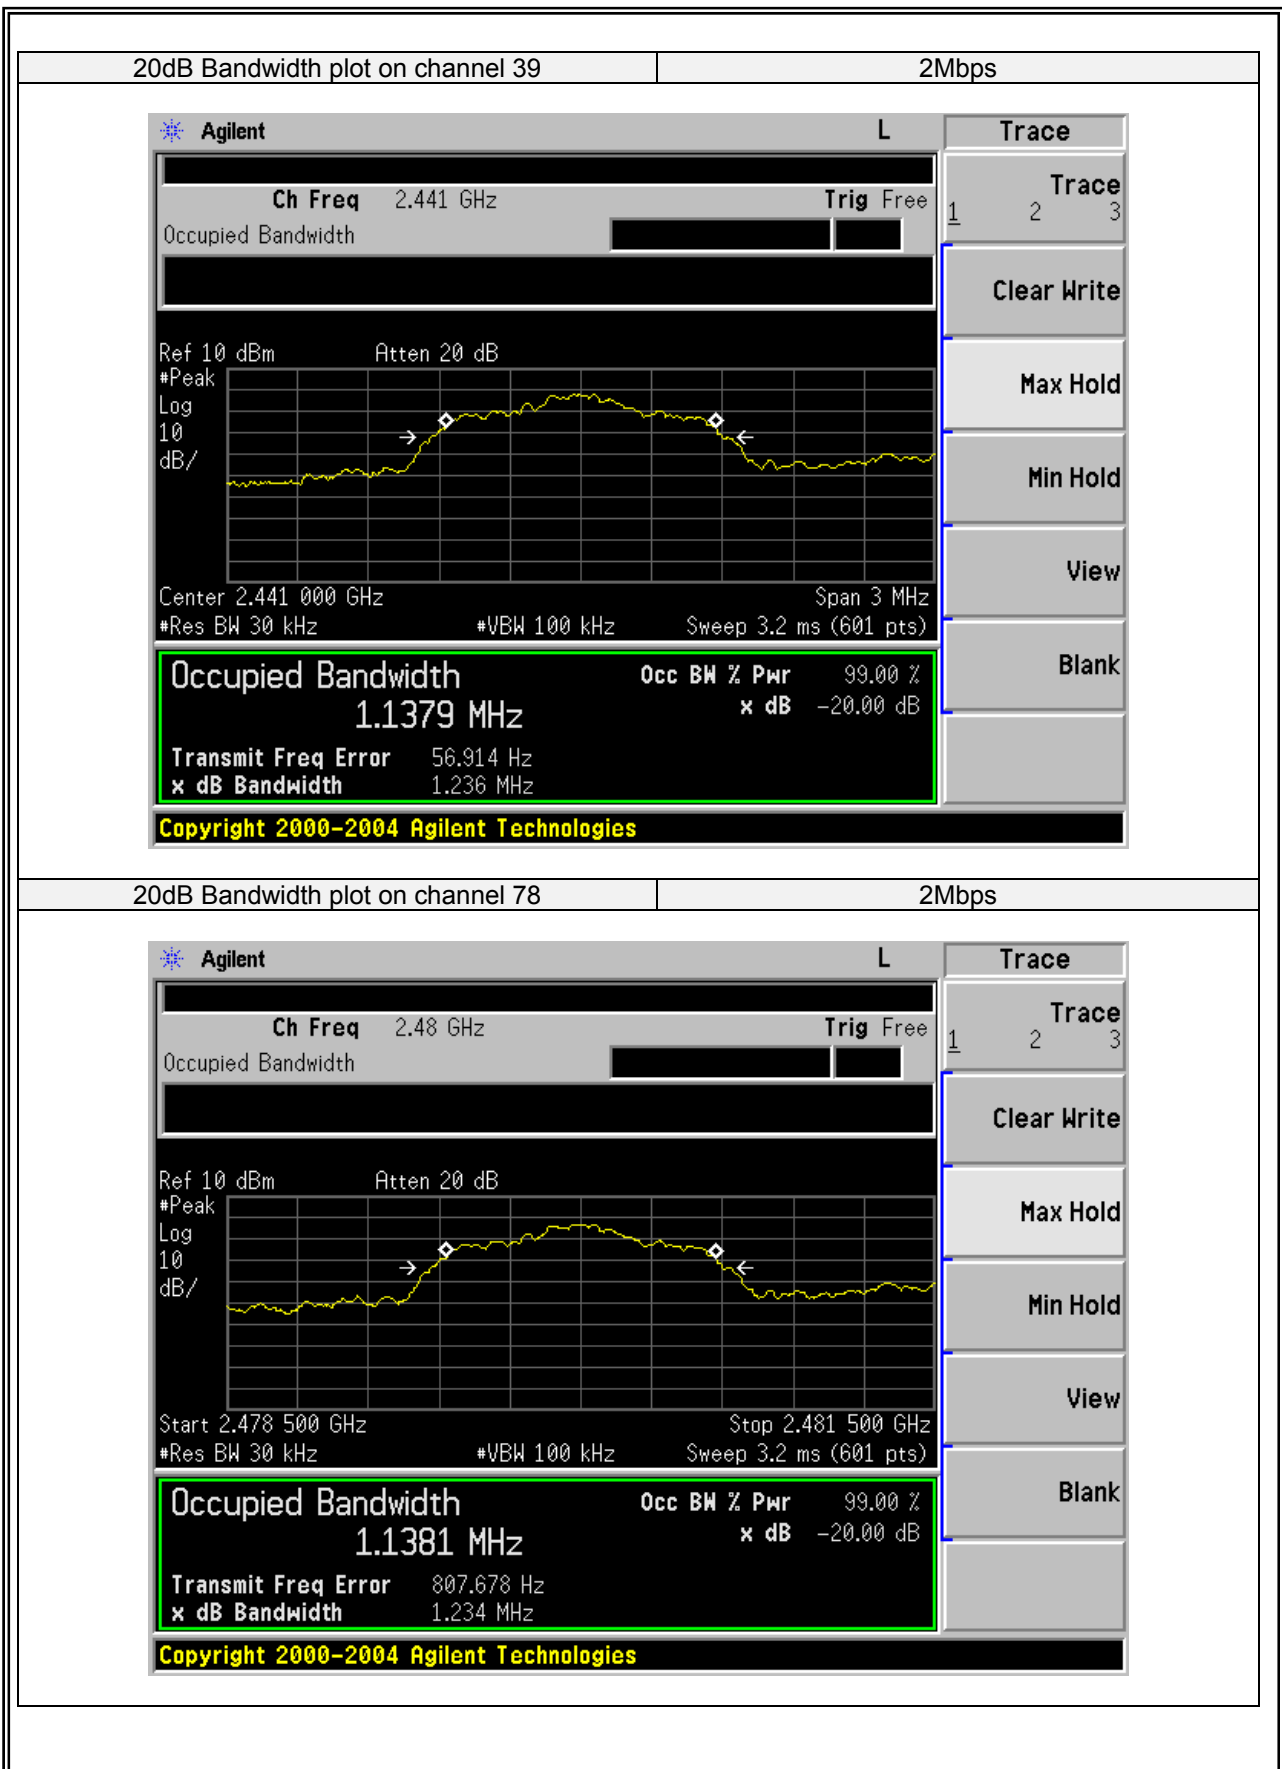 20dB Bandwidth plot on channel 39 2Mbps
Agilent L Trace
Ch Freq 2.441 GHz Trig Free
Occupied Bandwidth
Trace
1 2 3
Clear Write
Ref 10 dBm Atten 20 dB
#Peak
Log
10
dB/
Max Hold
Min Hold
View
Center 2.441 000 GHz Span 3 MHz
#Res BW 30 kHz #VBW 100 kHz Sweep 3.2 ms (601 pts)
Blank
Occupied Bandwidth Occ BW % Pwr 99.00 %
1.1379 MHz x dB -20.00 dB
Transmit Freq Error 56.914 Hz
x dB Bandwidth 1.236 MHz
Copyright 2000-2004 Agilent Technologies
20dB Bandwidth plot on channel 78 2Mbps
Agilent L Trace
Ch Freq 2.48 GHz Trig Free
Occupied Bandwidth
Trace
1 2 3
Clear Write
Ref 10 dBm Atten 20 dB
#Peak
Log
10
dB/
Max Hold
Min Hold
View
Start 2.478 500 GHz Stop 2.481 500 GHz
#Res BW 30 kHz #VBW 100 kHz Sweep 3.2 ms (601 pts)
Blank
Occupied Bandwidth Occ BW % Pwr 99.00 %
1.1381 MHz x dB -20.00 dB
Transmit Freq Error 807.678 Hz
x dB Bandwidth 1.234 MHz
Copyright 2000-2004 Agilent Technologies